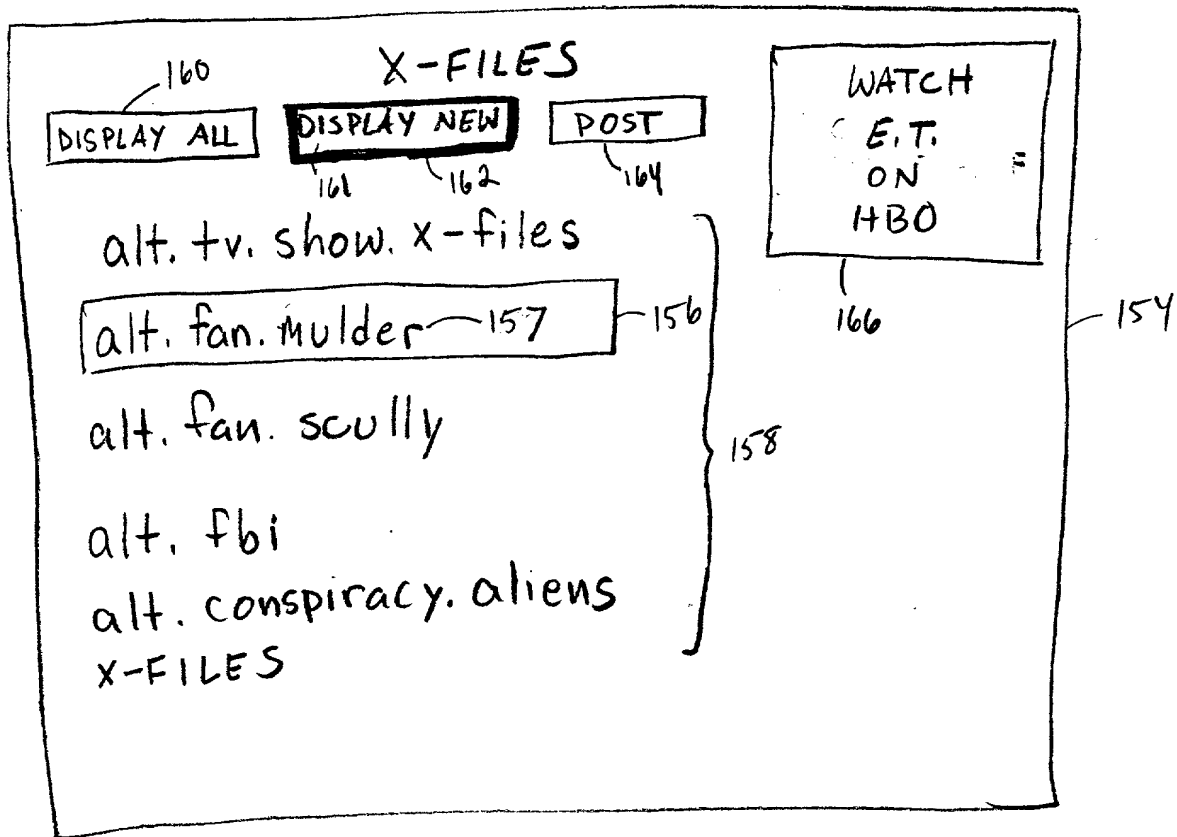 160
X-FILES
DISPLAY ALL
DISPLAY NEW
POST
161
162
164
WATCH
E.T.
ON
HBO
166
154
alt. tv. show. x-files
alt. fan. mulder 157
156
alt. fan. scully
158
alt. fbi
alt. conspiracy. aliens
X-FILES